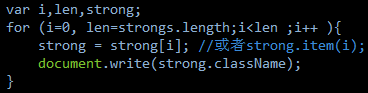 var i,len,strong;
for (i=0, len=strongs.length;i<len ;i++ ){
    strong = strong[i]; //或者strong.item(i);
    document.write(strong.className);
}